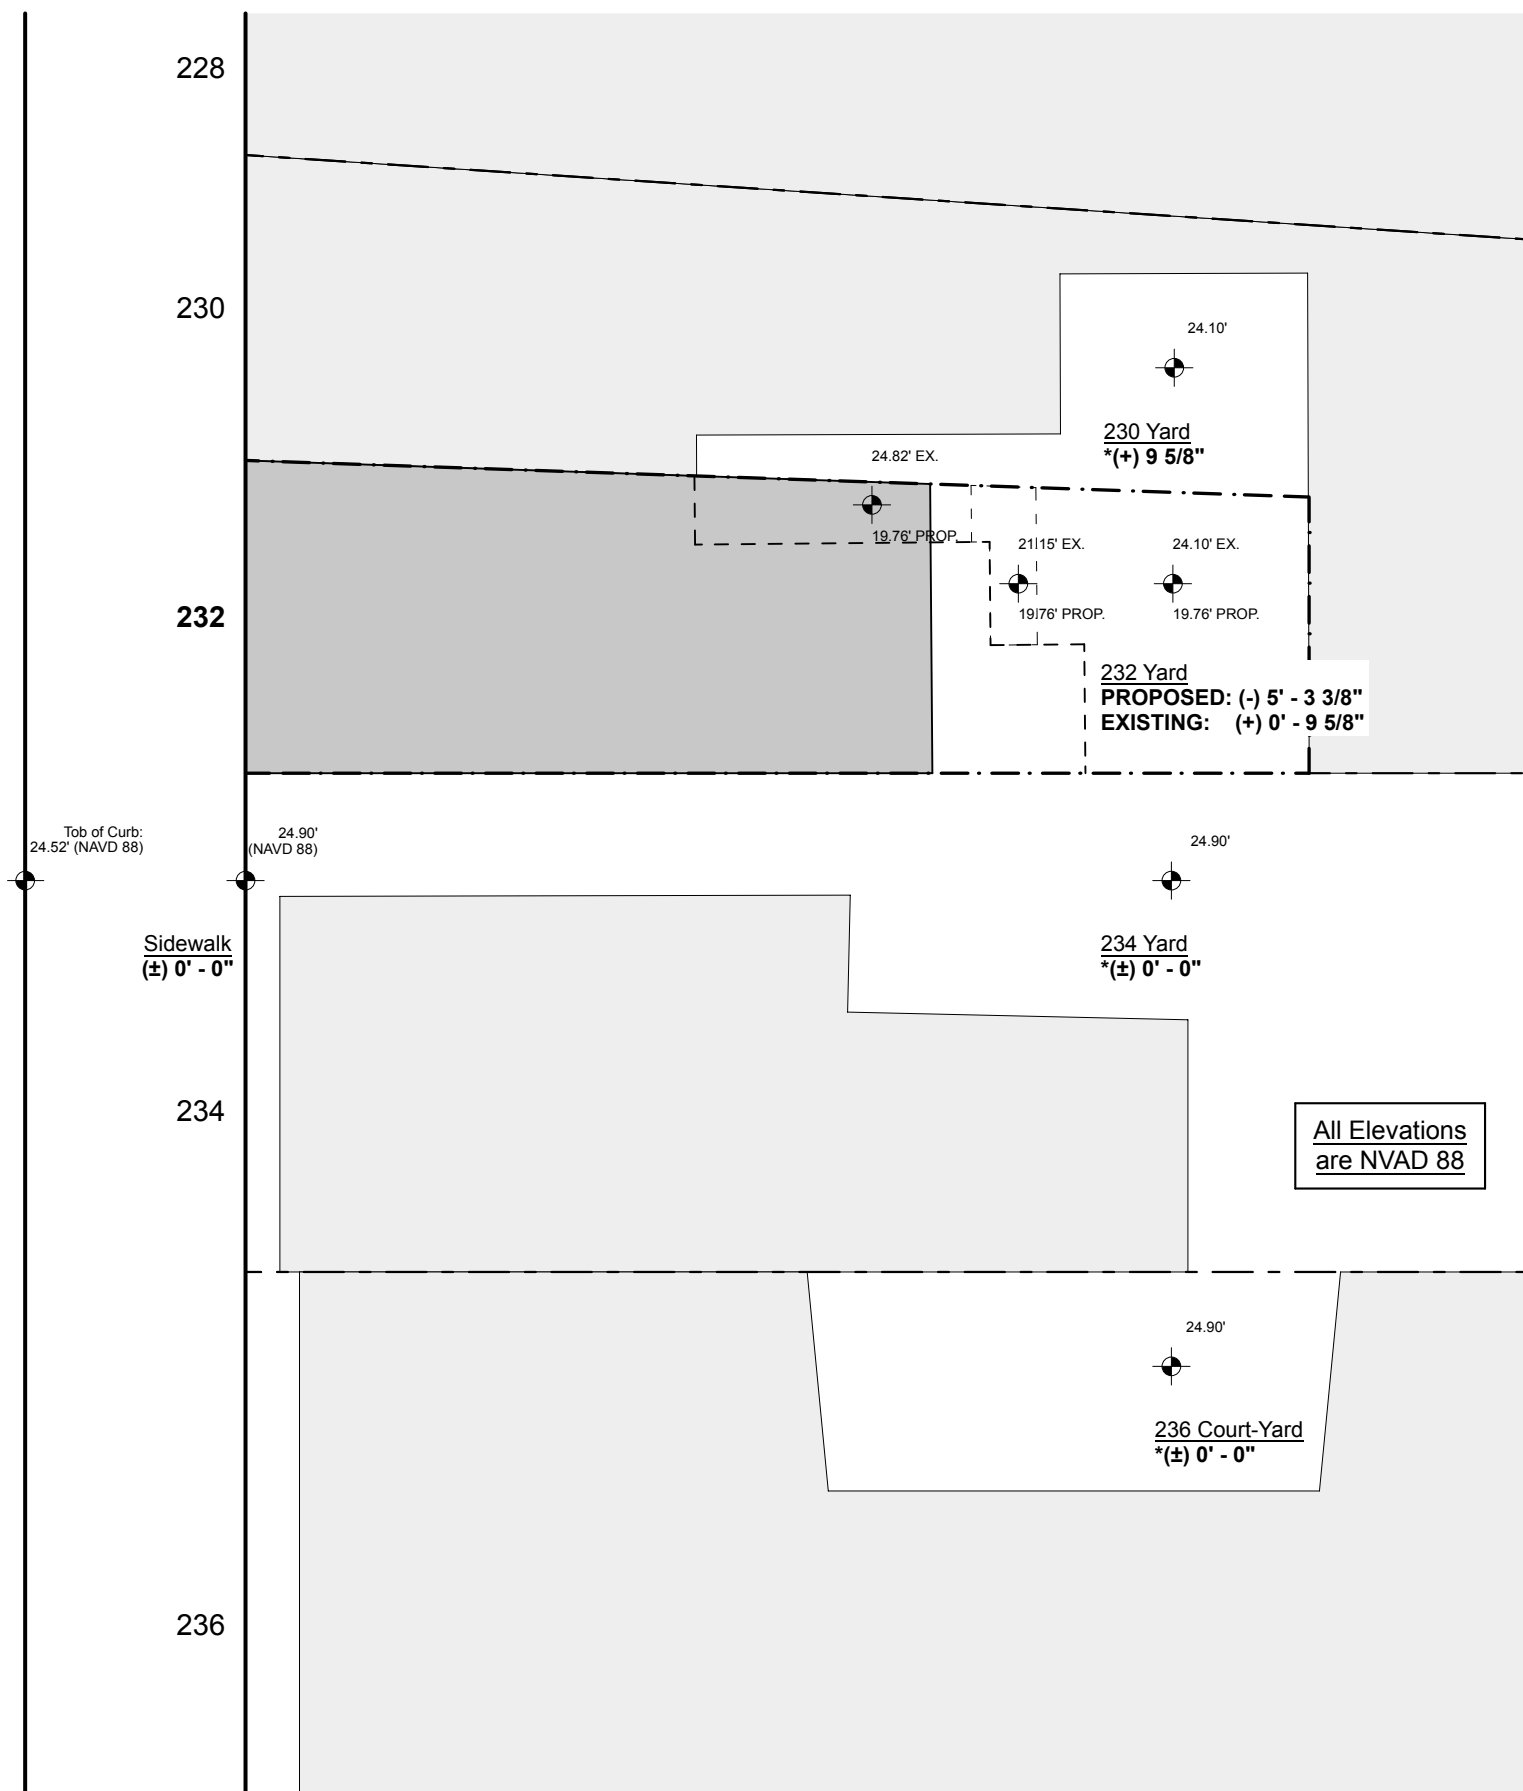 228
230
24.10'
230 Yard
*(+) 9 5/8"
24.82' EX.
19.76' PROP.
21.15' EX.
24.10' EX.
19.76' PROP.
19.76' PROP.
232
232 Yard
PROPOSED: (-) 5' - 3 3/8"
EXISTING: (+) 0' - 9 5/8"
Tob of Curb:
24.52' (NAVD 88)
24.90'
(NAVD 88)
24.90'
Sidewalk
(±) 0' - 0"
234 Yard
*(±) 0' - 0"
234
All Elevations
are NVAD 88
24.90'
236 Court-Yard
*(±) 0' - 0"
236